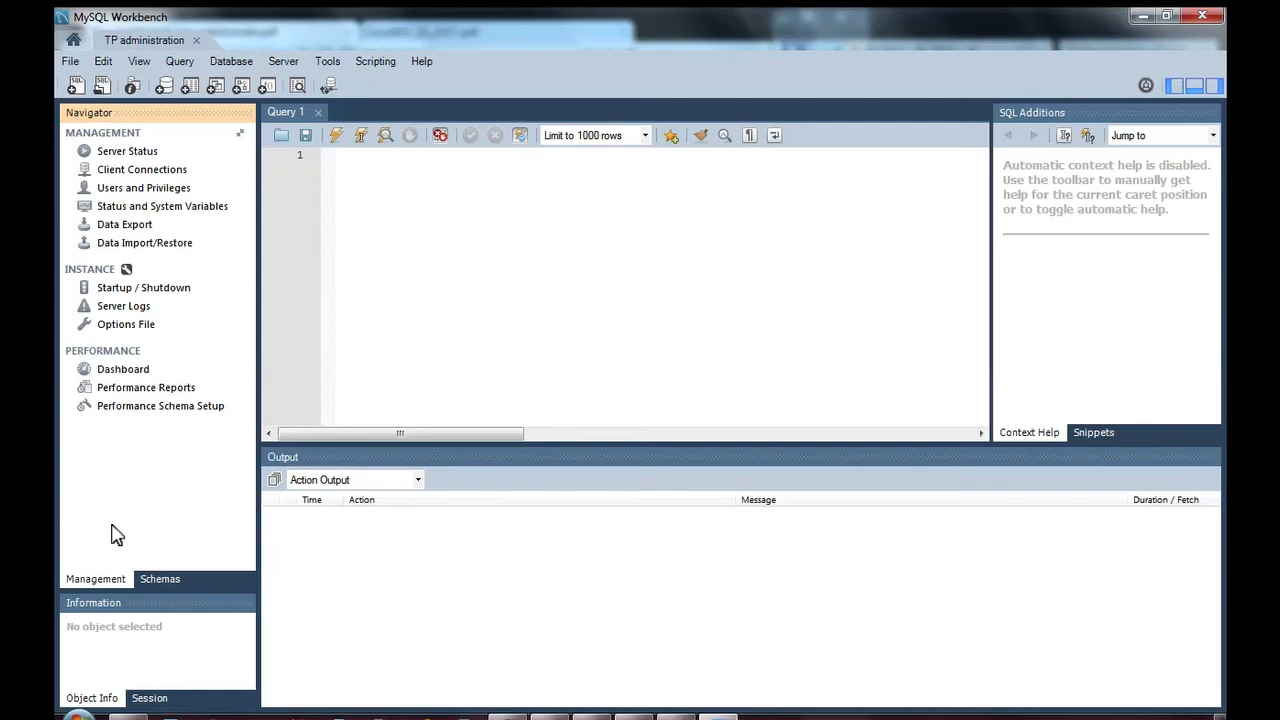 MySQL Workbench
TP administration
File Edit View Query Database Server Tools Scripting Help
Navigator
MANAGEMENT
Server Status
Client Connections
Users and Privileges
Status and System Variables
Data Export
Data Import/Restore
INSTANCE
Startup / Shutdown
Server Logs
Options File
PERFORMANCE
Dashboard
Performance Reports
Performance Schema Setup
Management Schemas
Information
No object selected
Object Info Session
Query 1
Limit to 1000 rows
1
SQL Additions
Jump to
Automatic context help is disabled.
Use the toolbar to manually get
help for the current caret position
or to toggle automatic help.
Context Help Snippets
Output
Action Output
Time Action Message Duration / Fetch